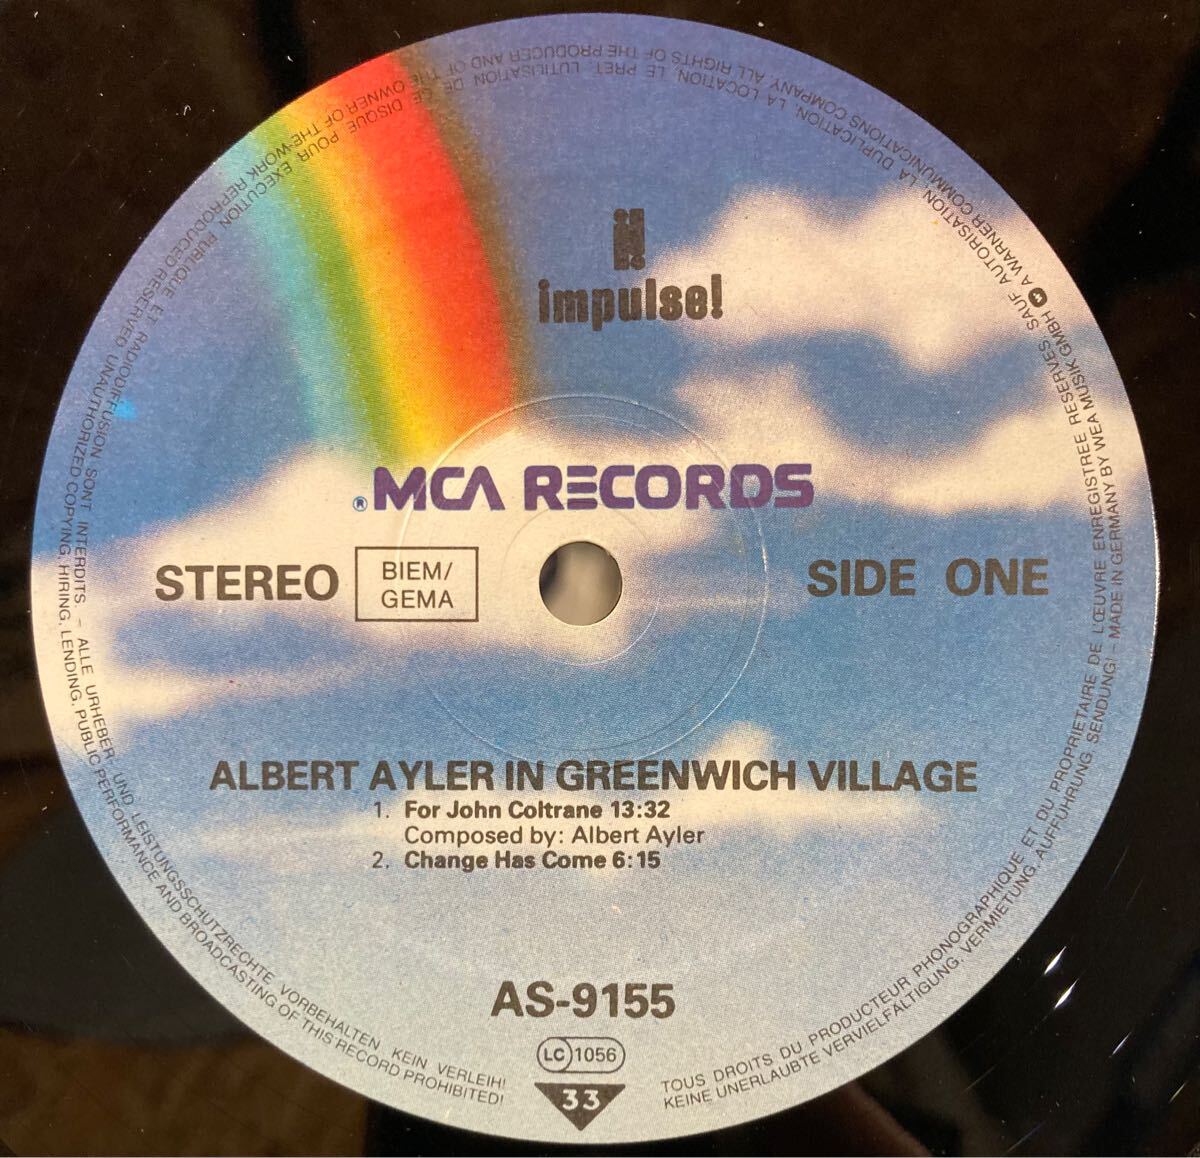 impulse!
® MCA RECORDS
STEREO
BIEM/
GEMA
SIDE ONE
ALBERT AYLER IN GREENWICH VILLAGE
1. For John Coltrane 13:32
Composed by: Albert Ayler
2. Change Has Come 6:15
AS-9155
LC 1056
33
TOUS DROITS DU PRODUCTEUR PHONOGRAPHIQUE ET DU PROPRIETAIRE DE L'ŒUVRE ENREGISTREE RESERVES SAUF AUTORISATION, LA DUPLICATION, LA LOCATION, LE PRET, L'UTILISATION DE CE DISQUE POUR EXECUTION PUBLIQUE ET RADIODIFFUSION SONT INTERDITS. – ALLE URHEBER- UND LEISTUNGSSCHUTZRECHTE VORBEHALTEN KEIN VERLEIH!
KEINE UNERLAUBTE VERVIELFÄLTIGUNG, VERMIETUNG, AUFFÜHRUNG, SENDUNG! – MADE IN GERMANY BY WEA MUSIK GMBH A WARNER COMMUNICATIONS COMPANY. ALL RIGHTS OF THE PRODUCER AND OF THE OWNER OF THE WORK REPRODUCED RESERVED UNAUTHORIZED COPYING, HIRING, LENDING, PUBLIC PERFORMANCE AND BROADCASTING OF THIS RECORD PROHIBITED!